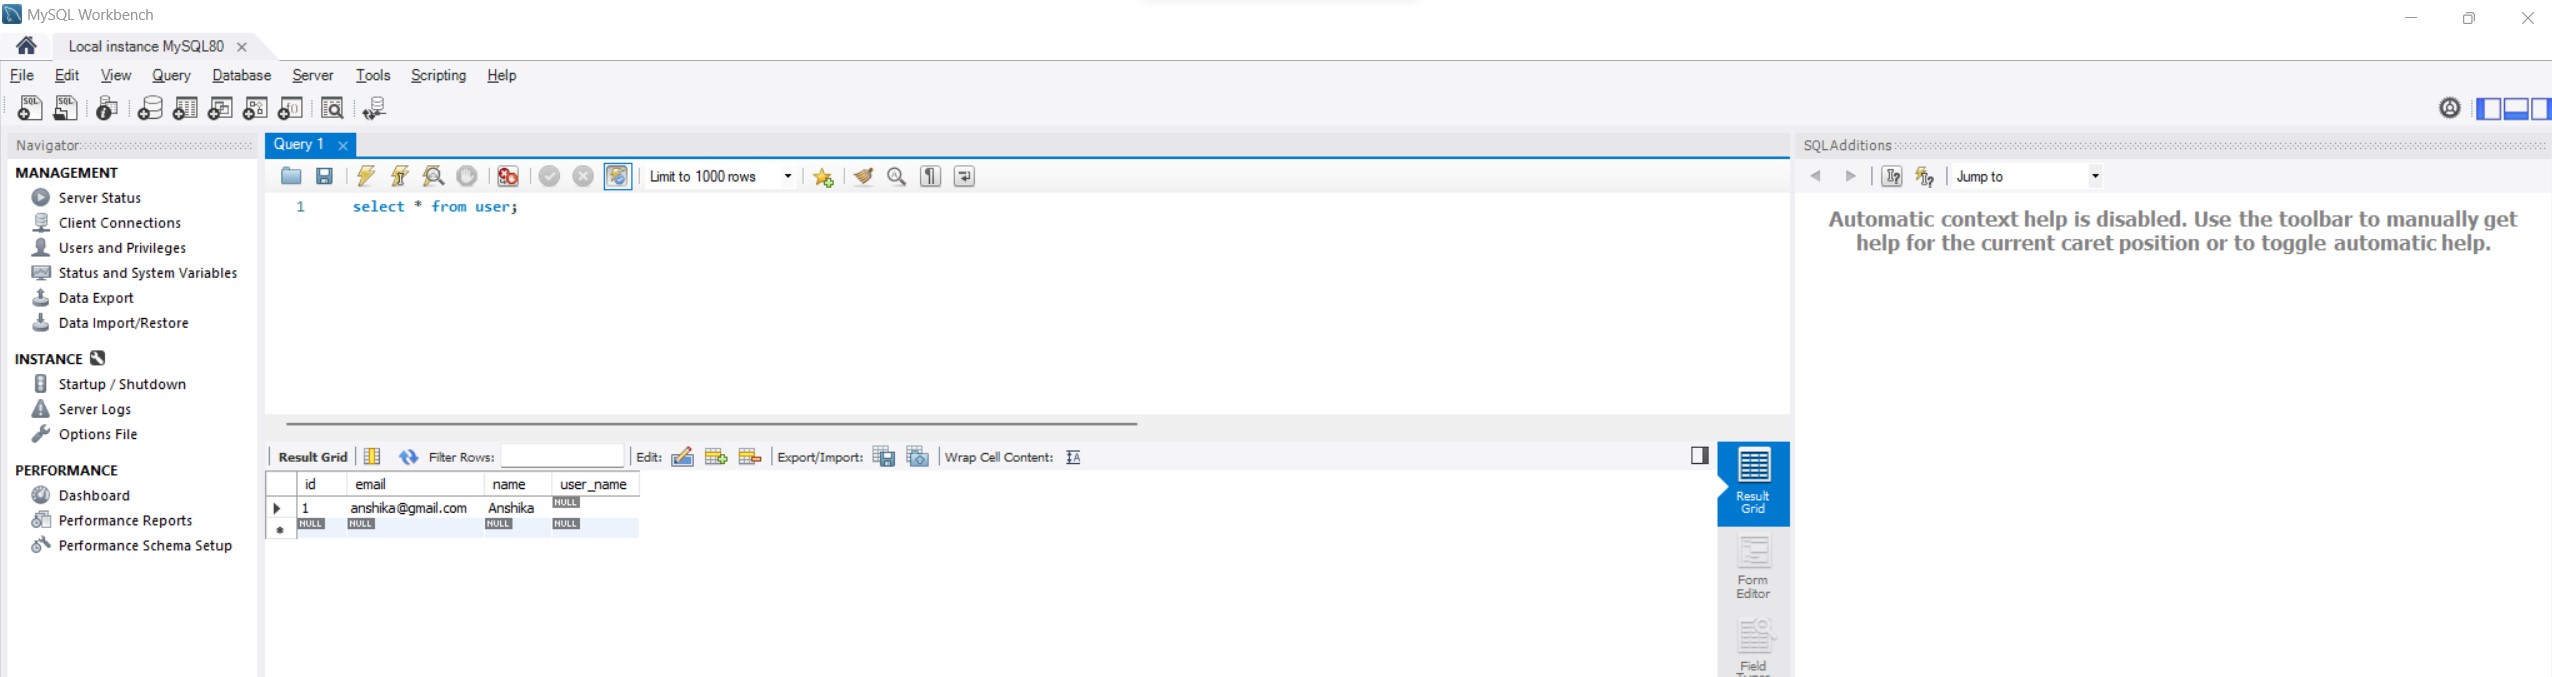 MySQL Workbench
Local instance MySQL80
File Edit View Query Database Server Tools Scripting Help
Navigator
MANAGEMENT
Server Status
Client Connections
Users and Privileges
Status and System Variables
Data Export
Data Import/Restore
INSTANCE
Startup / Shutdown
Server Logs
Options File
PERFORMANCE
Dashboard
Performance Reports
Performance Schema Setup
Query 1
Limit to 1000 rows
1 select * from user;
Result Grid Filter Rows: Edit: Export/Import: Wrap Cell Content:
id email name user_name
1 anshika@gmail.com Anshika NULL
NULL NULL NULL NULL
Result
Grid
Form
Editor
Field
SQLAdditions
Jump to
Automatic context help is disabled. Use the toolbar to manually get
help for the current caret position or to toggle automatic help.